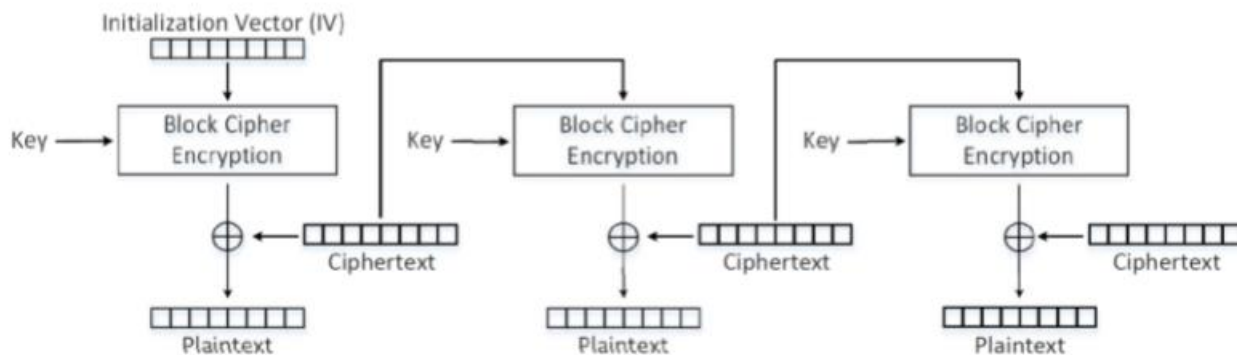 Initialization Vector (IV)
Key
Block Cipher
Encryption
Ciphertext
Plaintext
Key
Block Cipher
Encryption
Ciphertext
Plaintext
Key
Block Cipher
Encryption
Ciphertext
Plaintext